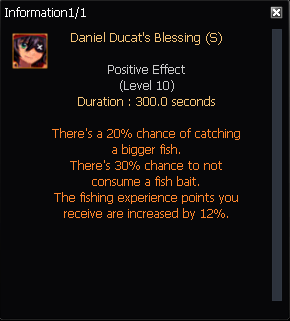 Information1/1
Daniel Ducat's Blessing (S)
Positive Effect
(Level 10)
Duration : 300.0 seconds
There's a 20% chance of catching
a bigger fish.
There's 30% chance to not
consume a fish bait.
The fishing experience points you
receive are increased by 12%.